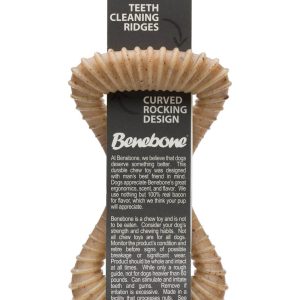 TEETH
CLEANING
RIDGES
CURVED
ROCKING
DESIGN
Benebone
At Benebone, we believe that dogs
deserve something better. This
durable chew toy was designed
with man's best friend in mind.
Dogs appreciate Benebone's great
ergonomics, scent, and flavor. We
use nothing but 100% real bacon
for flavor, which we think your pup
will appreciate.
Benebone is a chew toy and is not
to be eaten. Consider your dog's
strength and chewing habits. Not
all chew toys are for all dogs.
Monitor the product's condition and
retire before signs of possible
breakage or significant wear.
Product should be whole and intact
at all times. While only a rough
guide, not for dogs heavier than 60
pounds. Can stimulate and irritate
teeth and gums. Remove if
irritation occurs. Made in a
facility that processes nuts. See